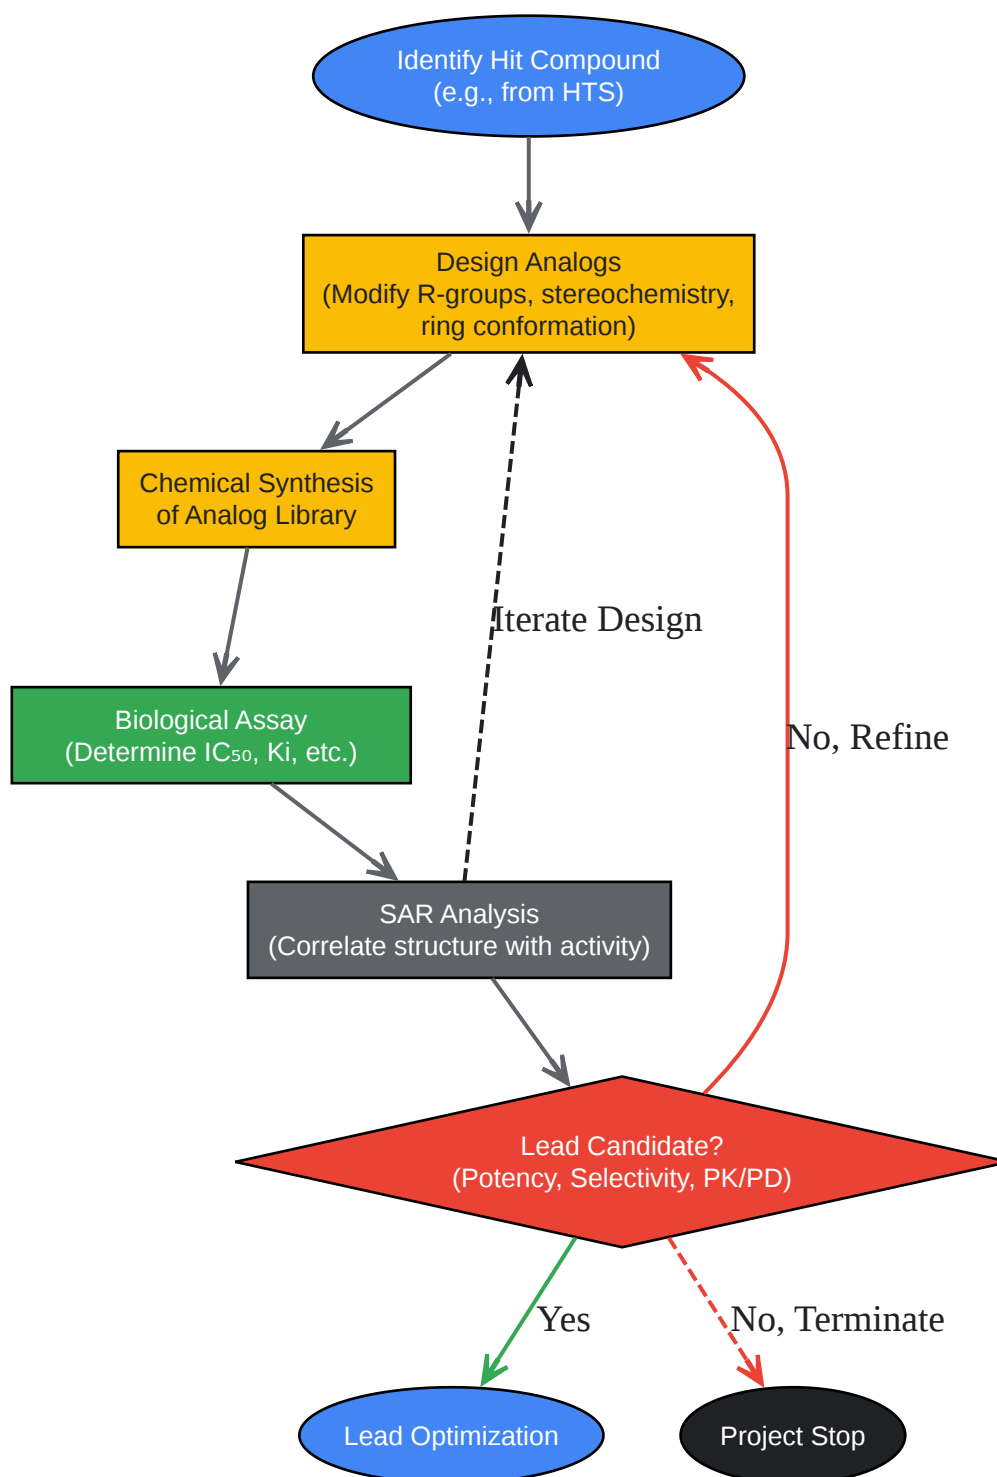 Identify Hit Compound
(e.g., from HTS)
Design Analogs
(Modify R-groups, stereochemistry,
ring conformation)
Chemical Synthesis
of Analog Library
Iterate Design
Biological Assay
(Determine IC₅₀, Ki, etc.)
No, Refine
SAR Analysis
(Correlate structure with activity)
Lead Candidate?
(Potency, Selectivity, PK/PD)
Yes
No, Terminate
Lead Optimization
Project Stop